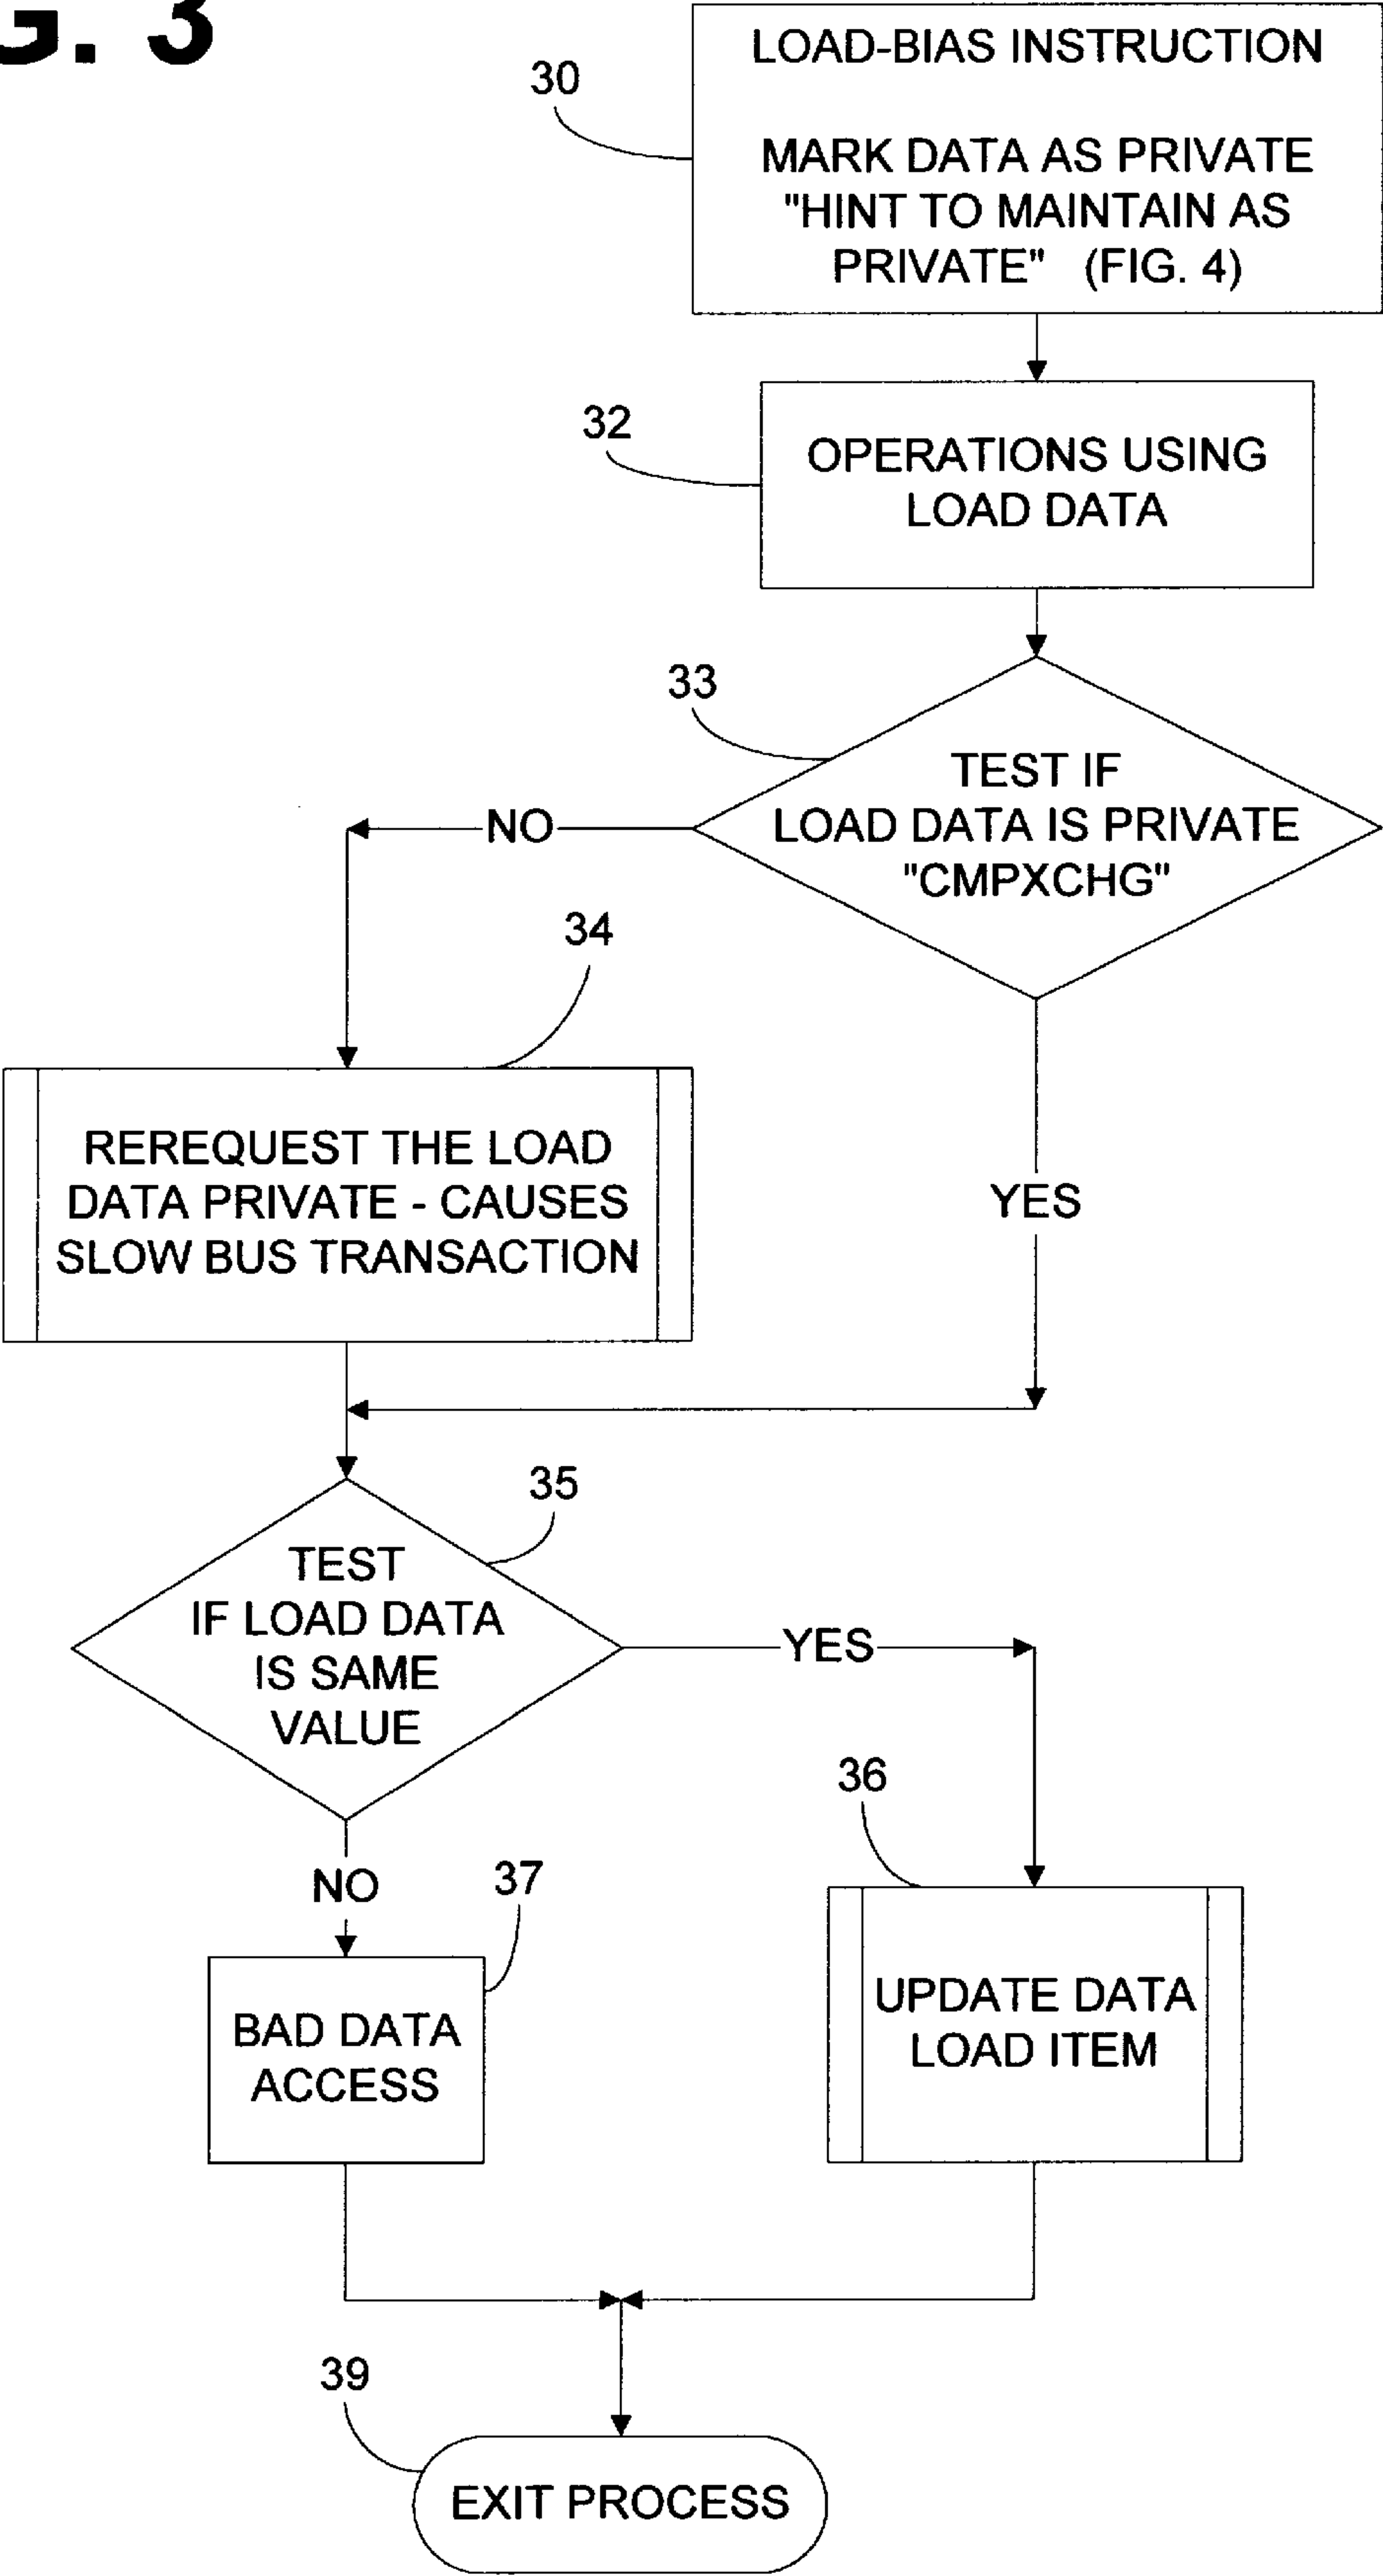 G. 3
30
LOAD-BIAS INSTRUCTION
MARK DATA AS PRIVATE
"HINT TO MAINTAIN AS
PRIVATE" (FIG. 4)
32
OPERATIONS USING
LOAD DATA
33
TEST IF
LOAD DATA IS PRIVATE
"CMPXCHG"
NO
34
REREQUEST THE LOAD
DATA PRIVATE - CAUSES
SLOW BUS TRANSACTION
YES
35
TEST
IF LOAD DATA
IS SAME
VALUE
YES
36
NO
37
BAD DATA
ACCESS
UPDATE DATA
LOAD ITEM
39
EXIT PROCESS